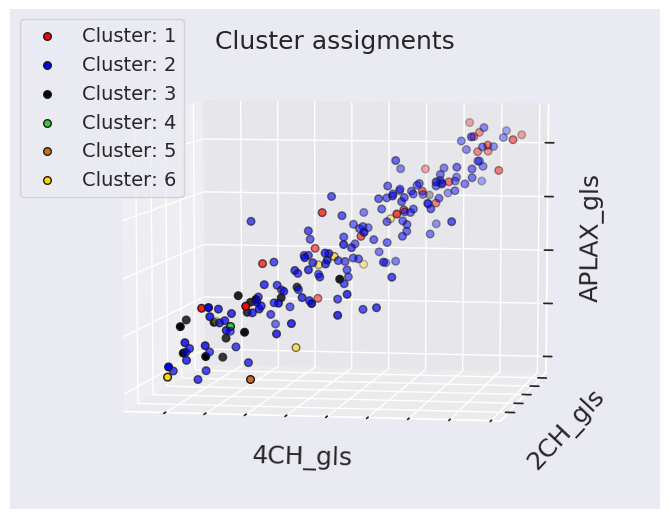 Cluster assigments
Cluster: 1
Cluster: 2
Cluster: 3
Cluster: 4
Cluster: 5
Cluster: 6
APLAX_gls
2CH_gls
4CH_gls